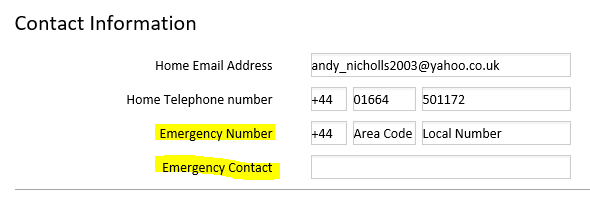 Contact Information
Home Email Address andy_nicholls2003@yahoo.co.uk
Home Telephone number +44 01664 501172
Emergency Number +44 Area Code Local Number
Emergency Contact